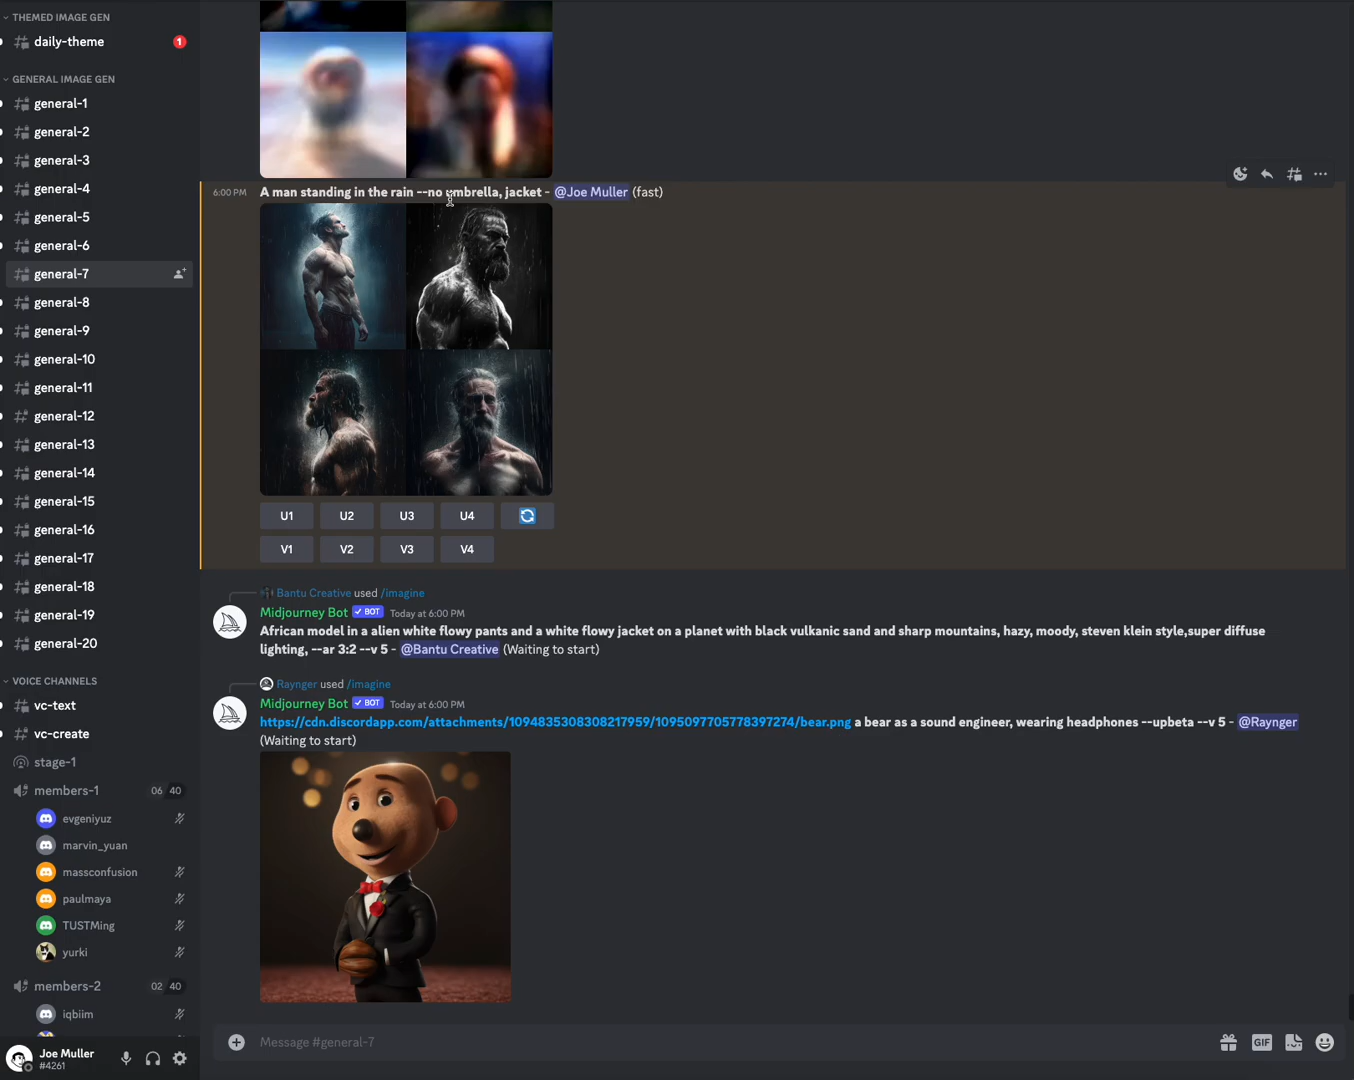 THEMED IMAGE GEN
daily-theme 1
GENERAL IMAGE GEN
general-1
general-2
general-3
general-4
general-5
general-6
general-7
general-8
general-9
general-10
general-11
general-12
general-13
general-14
general-15
general-16
general-17
general-18
general-19
general-20
VOICE CHANNELS
vc-text
vc-create
stage-1
members-1 06 40
evgeniyuz
marvin_yuan
massconfusion
paulmaya
TUSTMing
yurki
members-2 02 40
iqbiim
Joe Muller
#4261
6:00 PM A man standing in the rain --no umbrella, jacket - @Joe Muller (fast)
U1 U2 U3 U4
V1 V2 V3 V4
Bantu Creative used /imagine
Midjourney Bot ✓ BOT Today at 6:00 PM
African model in a alien white flowy pants and a white flowy jacket on a planet with black vulkanic sand and sharp mountains, hazy, moody, steven klein style,super diffuse
lighting, --ar 3:2 --v 5 - @Bantu Creative (Waiting to start)
Raynger used /imagine
Midjourney Bot ✓ BOT Today at 6:00 PM
https://cdn.discordapp.com/attachments/1094835308308217959/1095097705778397274/bear.png a bear as a sound engineer, wearing headphones --upbeta --v 5 - @Raynger
(Waiting to start)
Message #general-7
GIF